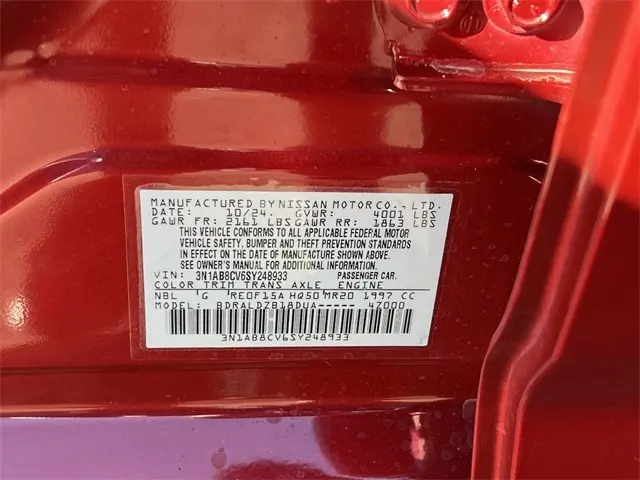 MANUFACTURED BY NISSAN MOTOR CO., LTD.
DATE: 10/24. GVWR: 4001 LBS
GAWR FR: 2161 LBS GAWR RR: 1863 LBS
THIS VEHICLE CONFORMS TO ALL APPLICABLE FEDERAL MOTOR
VEHICLE SAFETY, BUMPER AND THEFT PREVENTION STANDARDS
IN EFFECT ON THE DATE OF MANUFACTURE SHOWN ABOVE.
SEE OWNER'S MANUAL FOR ADDITIONAL INFORMATION.
VIN: 3N1AB8CV6SY248933 PASSENGER CAR.
COLOR TRIM TRANS AXLE ENGINE
NBL G RE0F15A HQ50 MR20 1997 CC
MODEL: BDRALDZB18DUA----- 47000
3N1AB8CV6SY248933